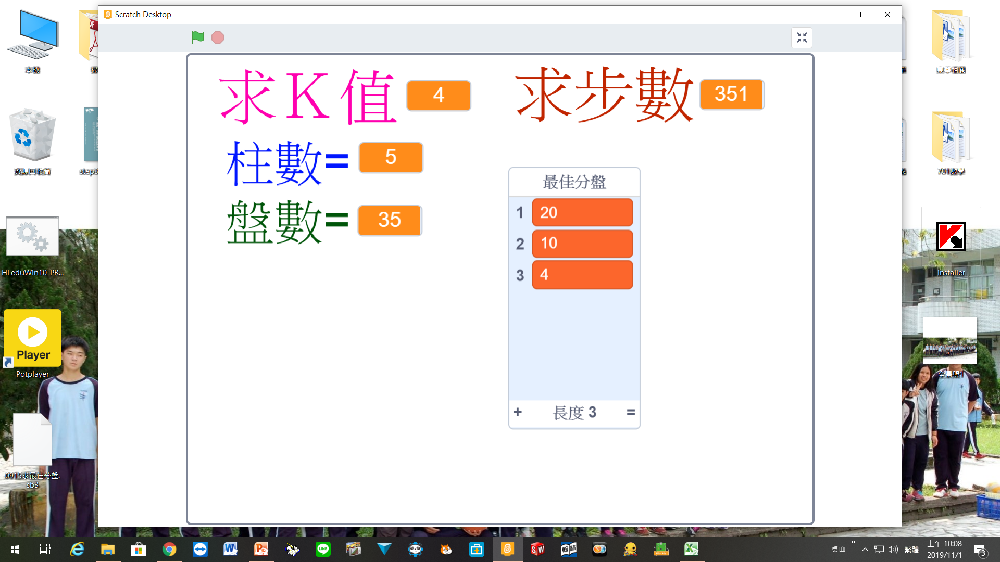 Scratch Desktop
求K值 4
求步數 351
柱數= 5
盤數= 35
最佳分盤
1 20
2 10
3 4
+ 長度 3 =
本機
資源回收筒
step3
HLeduWin10_PR...
Player
Potplayer
0915求最佳分盤.
sb3
東華相關
701數學
installer
全景照1
桌面
繁體
上午 10:08
2019/11/1
3